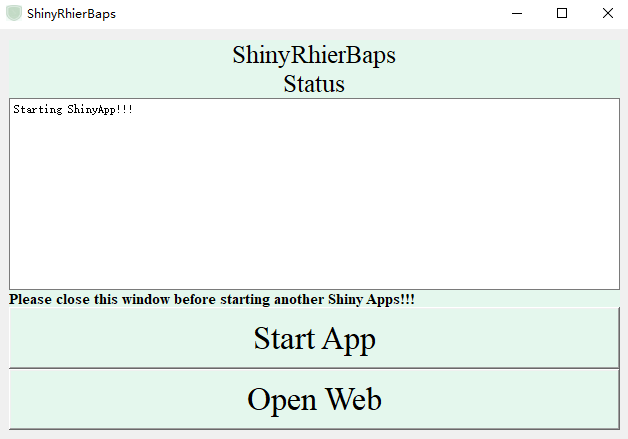 ShinyRhierBaps
ShinyRhierBaps
Status
Starting ShinyApp!!!
Please close this window before starting another Shiny Apps!!!
Start App
Open Web